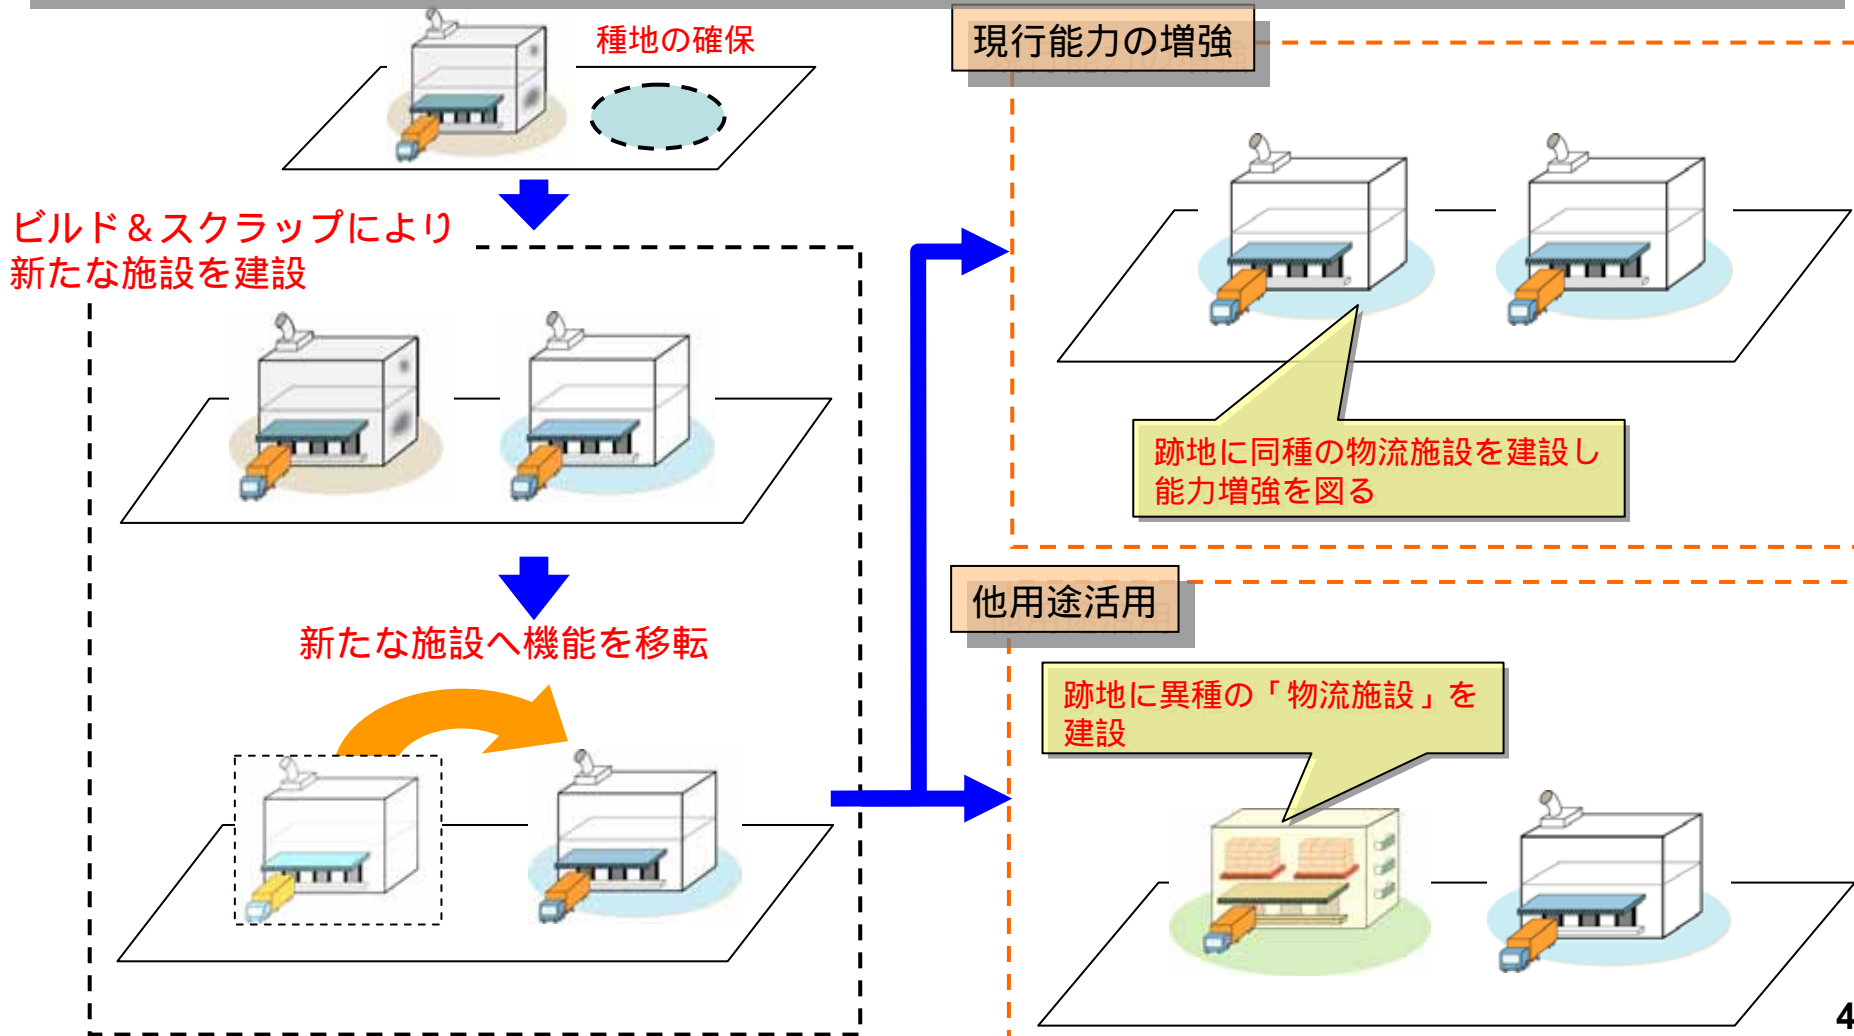 種地の確保
ビルド&スクラップにより
新たな施設を建設
新たな施設へ機能を移転
現行能力の増強
跡地に同種の物流施設を建設し
能力増強を図る
他用途活用
跡地に異種の「物流施設」を
建設
4